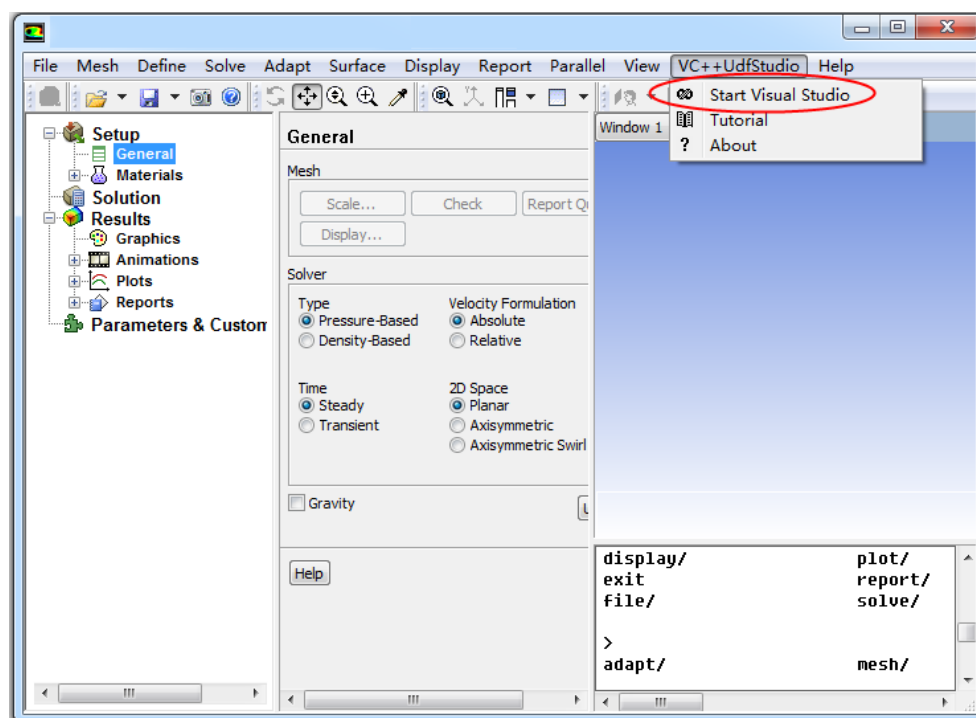 File Mesh Define Solve Adapt Surface Display Report Parallel View VC++UdfStudio Help
Start Visual Studio
Tutorial
? About
Setup
General
Materials
Solution
Results
Graphics
Animations
Plots
Reports
Parameters & Custom
General
Mesh
Scale... Check Report Qu
Display...
Solver
Type Velocity Formulation
Pressure-Based Absolute
Density-Based Relative
Time 2D Space
Steady Planar
Transient Axisymmetric
Axisymmetric Swirl
Gravity
Help
Window 1
display/ plot/
exit report/
file/ solve/
>
adapt/ mesh/